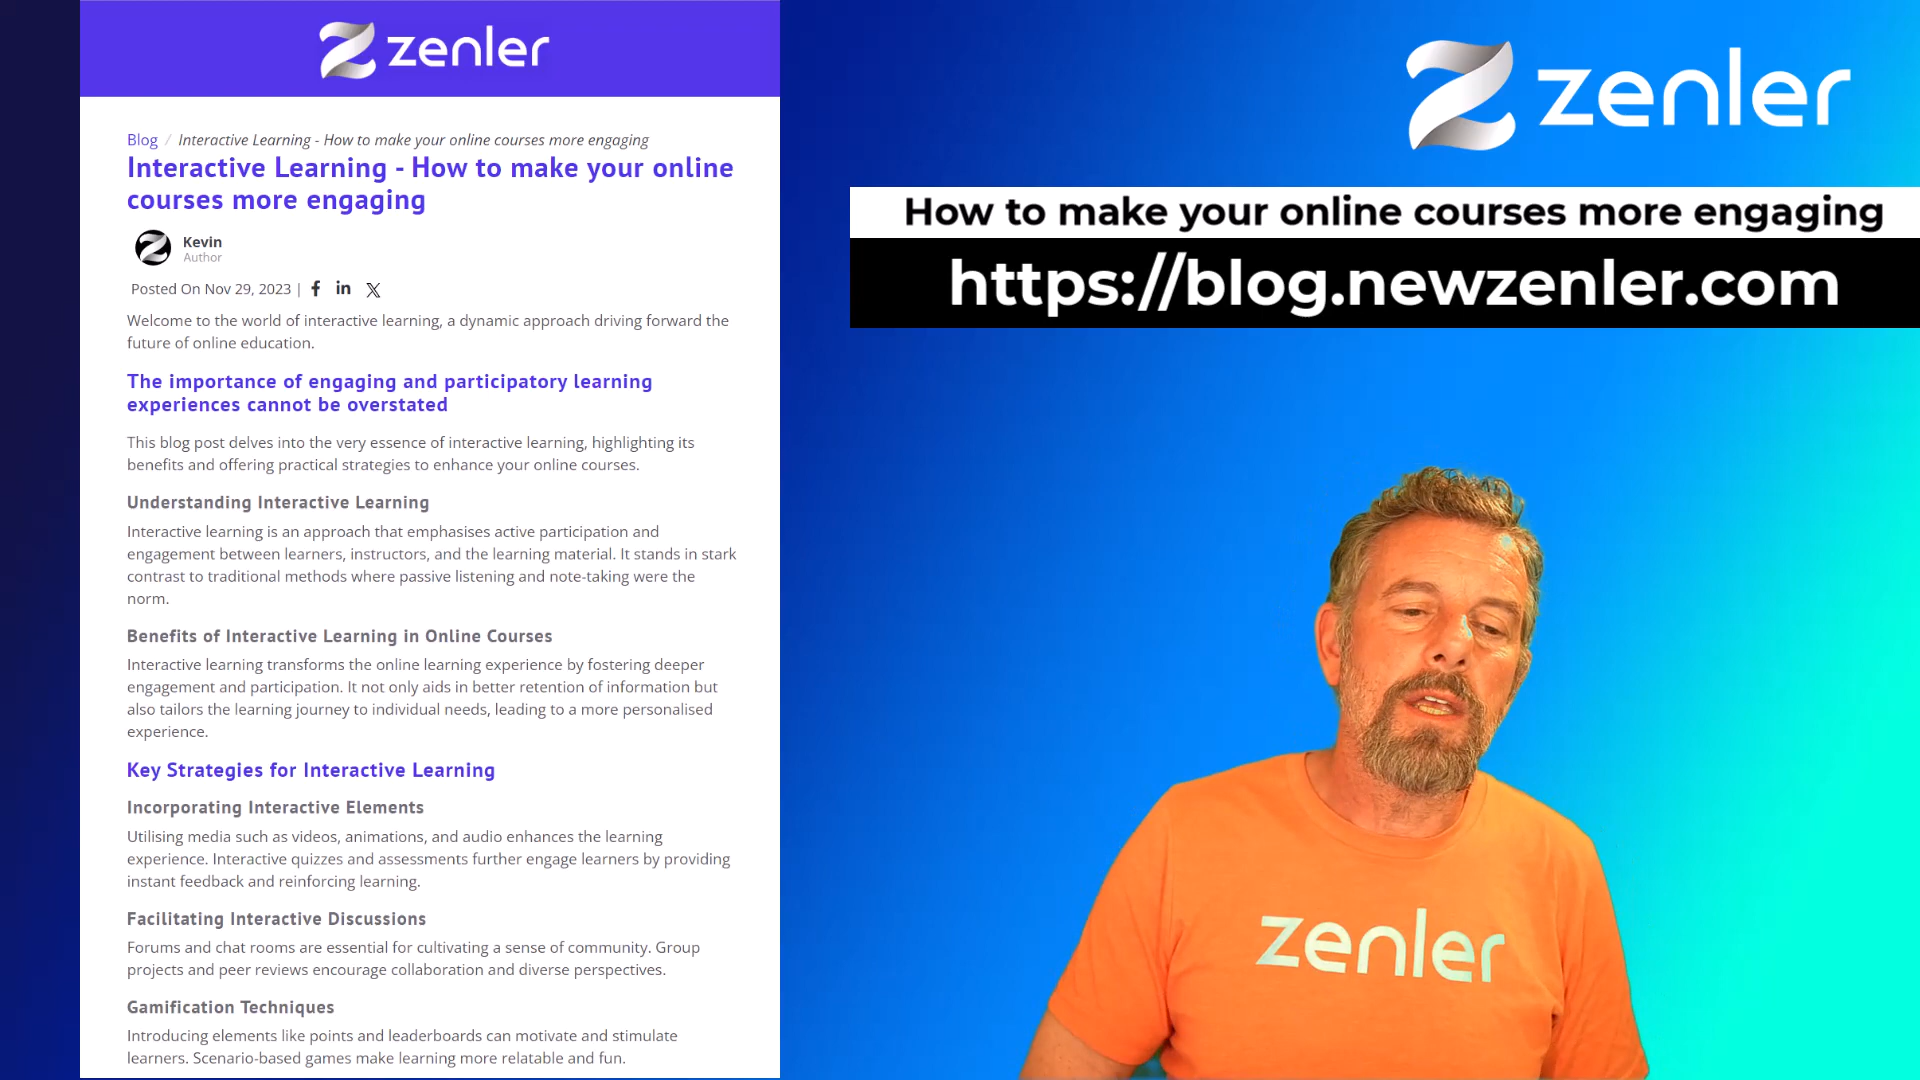 zenler
Blog / Interactive Learning - How to make your online courses more engaging
Interactive Learning - How to make your online
courses more engaging
Kevin
Author
Posted On Nov 29, 2023 |
Welcome to the world of interactive learning, a dynamic approach driving forward the
future of online education.
The importance of engaging and participatory learning
experiences cannot be overstated
This blog post delves into the very essence of interactive learning, highlighting its
benefits and offering practical strategies to enhance your online courses.
Understanding Interactive Learning
Interactive learning is an approach that emphasises active participation and
engagement between learners, instructors, and the learning material. It stands in stark
contrast to traditional methods where passive listening and note-taking were the
norm.
Benefits of Interactive Learning in Online Courses
Interactive learning transforms the online learning experience by fostering deeper
engagement and participation. It not only aids in better retention of information but
also tailors the learning journey to individual needs, leading to a more personalised
experience.
Key Strategies for Interactive Learning
Incorporating Interactive Elements
Utilising media such as videos, animations, and audio enhances the learning
experience. Interactive quizzes and assessments further engage learners by providing
instant feedback and reinforcing learning.
Facilitating Interactive Discussions
Forums and chat rooms are essential for cultivating a sense of community. Group
projects and peer reviews encourage collaboration and diverse perspectives.
Gamification Techniques
Introducing elements like points and leaderboards can motivate and stimulate
learners. Scenario-based games make learning more relatable and fun.
zenler
How to make your online courses more engaging
https://blog.newzenler.com
zenler